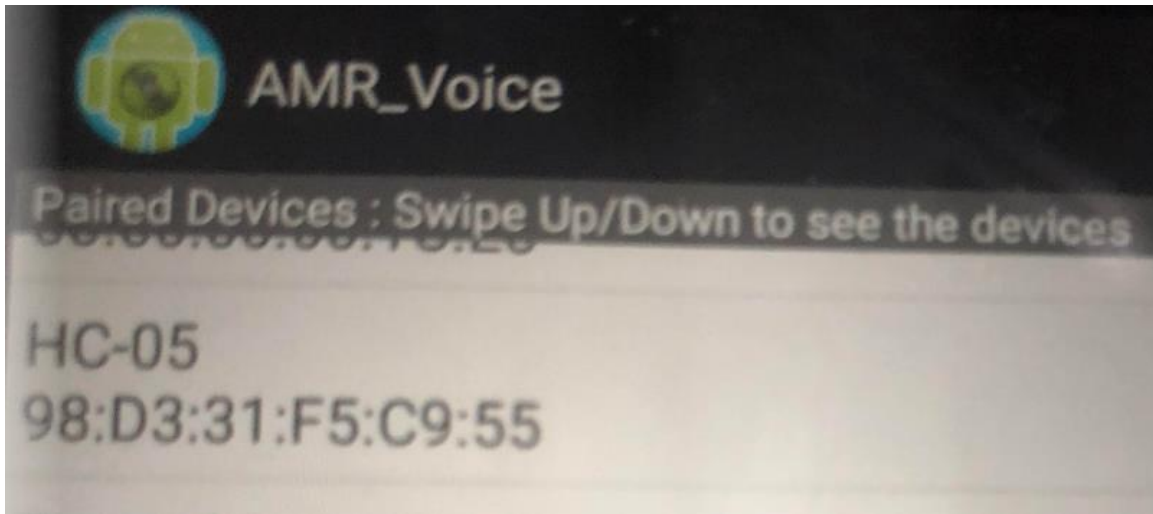 AMR_Voice
Paired Devices : Swipe Up/Down to see the devices
HC-05
98:D3:31:F5:C9:55